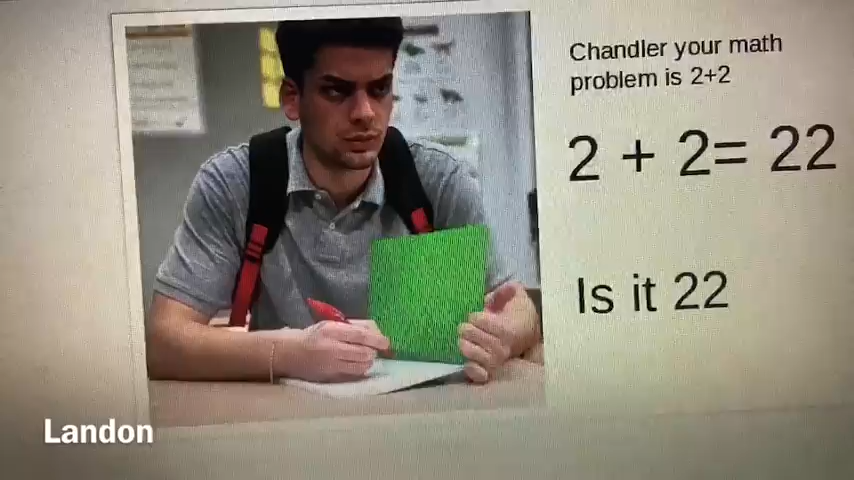 Chandler your math
problem is 2+2
2 + 2= 22
Is it 22
Landon